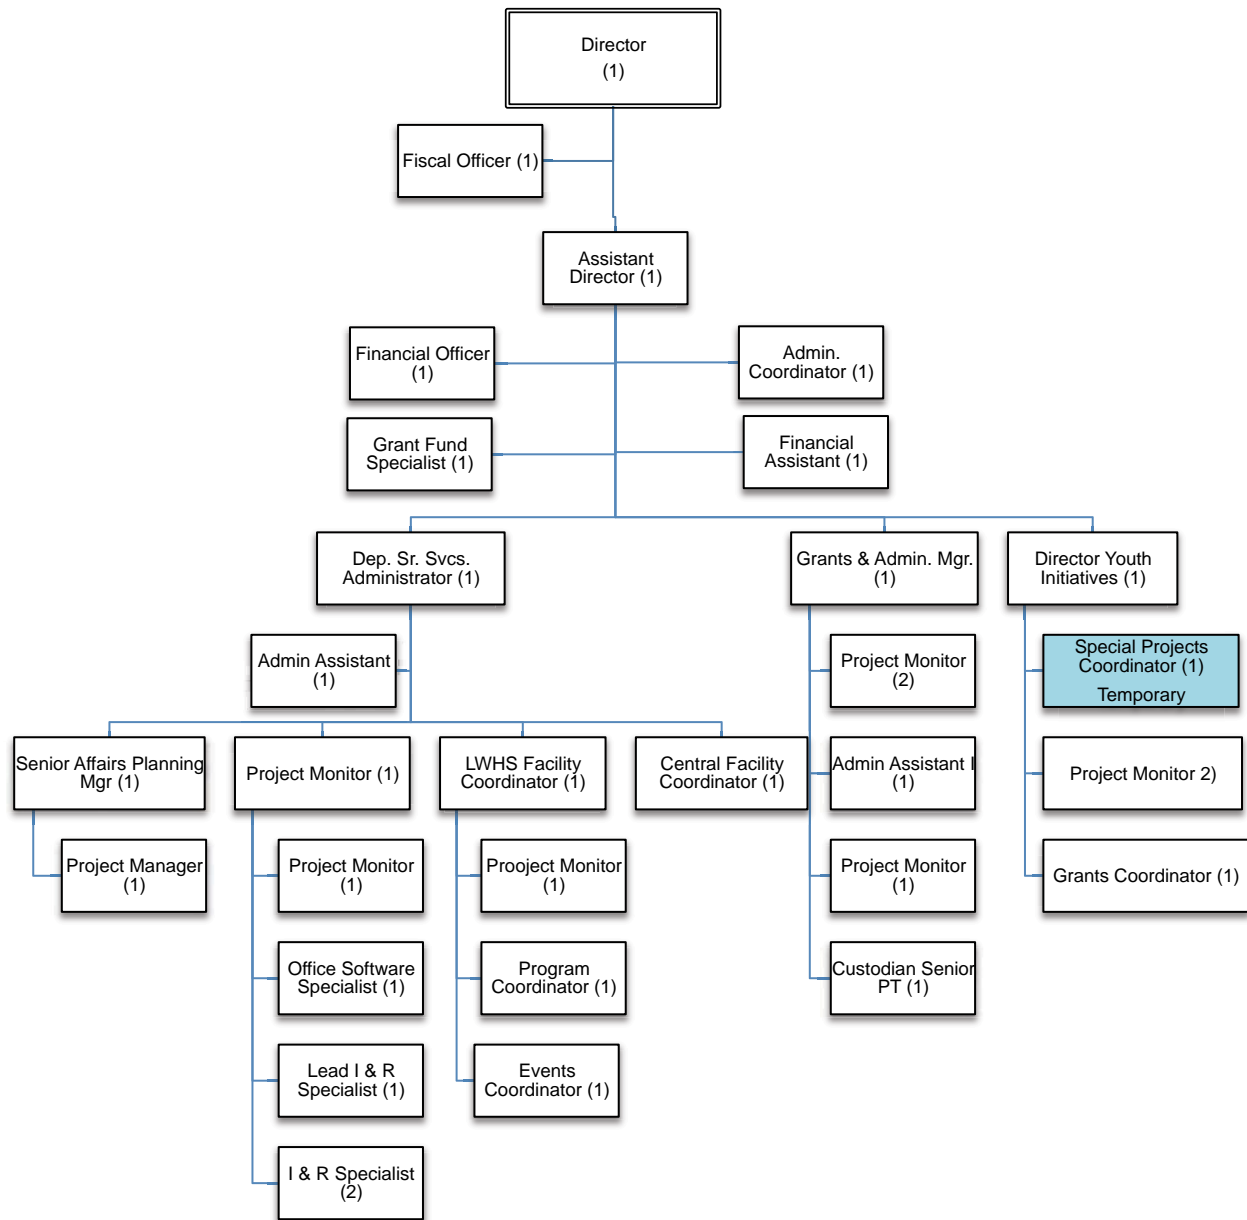 Director
(1)
Fiscal Officer (1)
Assistant
Director (1)
Financial Officer
(1)
Admin.
Coordinator (1)
Grant Fund
Specialist (1)
Financial
Assistant (1)
Dep. Sr. Svcs.
Administrator (1)
Grants & Admin. Mgr.
(1)
Director Youth
Initiatives (1)
Admin Assistant
(1)
Project Monitor
(2)
Special Projects
Coordinator (1)
Temporary
Senior Affairs Planning
Mgr (1)
Project Monitor (1)
LWHS Facility
Coordinator (1)
Central Facility
Coordinator (1)
Admin Assistant I
(1)
Project Monitor 2)
Project Manager
(1)
Project Monitor
(1)
Prooject Monitor
(1)
Project Monitor
(1)
Grants Coordinator (1)
Office Software
Specialist (1)
Program
Coordinator (1)
Custodian Senior
PT (1)
Lead I & R
Specialist (1)
Events
Coordinator (1)
I & R Specialist
(2)